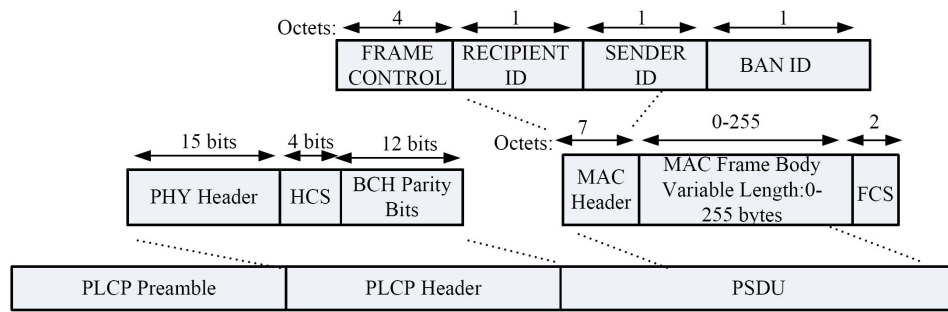 Octets: 4 1 1 1
FRAME CONTROL RECIPIENT ID SENDER ID BAN ID
Octets: 7 0-255 2
MAC Header MAC Frame Body Variable Length:0-255 bytes FCS
15 bits 4 bits 12 bits
PHY Header HCS BCH Parity Bits
PLCP Preamble PLCP Header PSDU